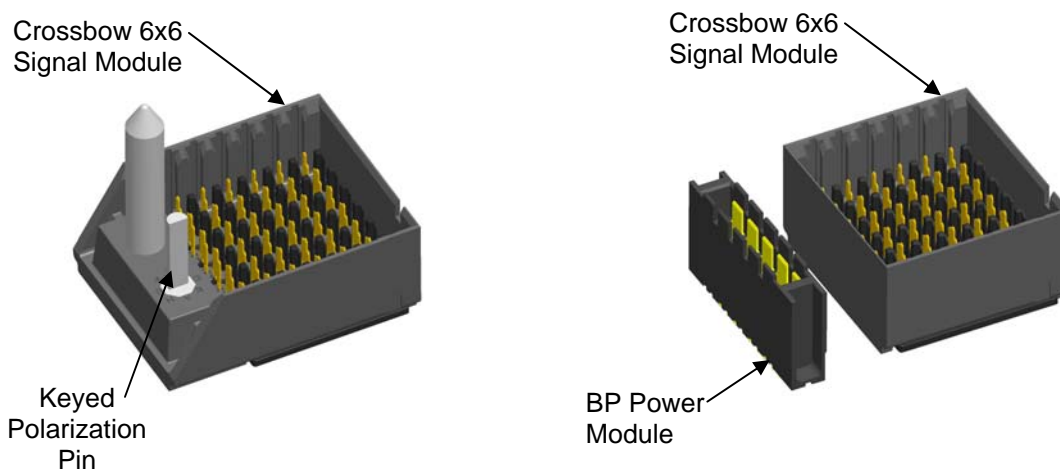 Crossbow 6x6
Signal Module
Keyed
Polarization
Pin
Crossbow 6x6
Signal Module
BP Power
Module